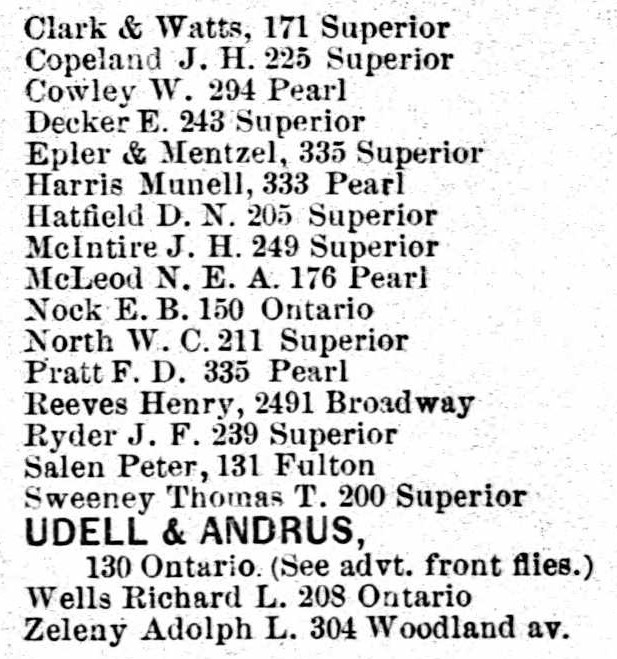 Clark & Watts, 171 Superior
Copeland J. H. 225 Superior
Cowley W. 294 Pearl
Decker E. 243 Superior
Epler & Mentzel, 335 Superior
Harris Munell, 333 Pearl
Hatfield D. N. 205 Superior
McIntire J. H. 249 Superior
McLeod N. E. A. 176 Pearl
Nock E. B. 150 Ontario
North W. C. 211 Superior
Pratt F. D. 335 Pearl
Reeves Henry, 2491 Broadway
Ryder J. F. 239 Superior
Salen Peter, 131 Fulton
Sweeney Thomas T. 200 Superior
UDELL & ANDRUS,
130 Ontario. (See advt. front flies.)
Wells Richard L. 208 Ontario
Zeleny Adolph L. 304 Woodland av.